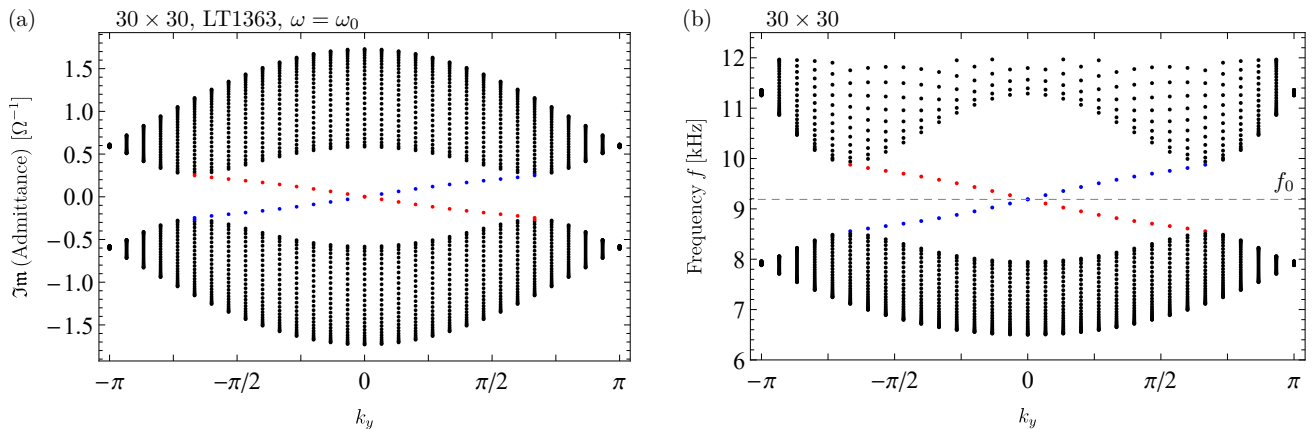 (a)
30 × 30, LT1363, ω = ω₀
ℑm (Admittance) [Ω⁻¹]
1.5
1.0
0.5
0.0
−0.5
−1.0
−1.5
−π
−π/2
0
π/2
π
k_y
(b)
30 × 30
Frequency f [kHz]
12
11
10
9
8
7
6
f₀
−π
−π/2
0
π/2
π
k_y